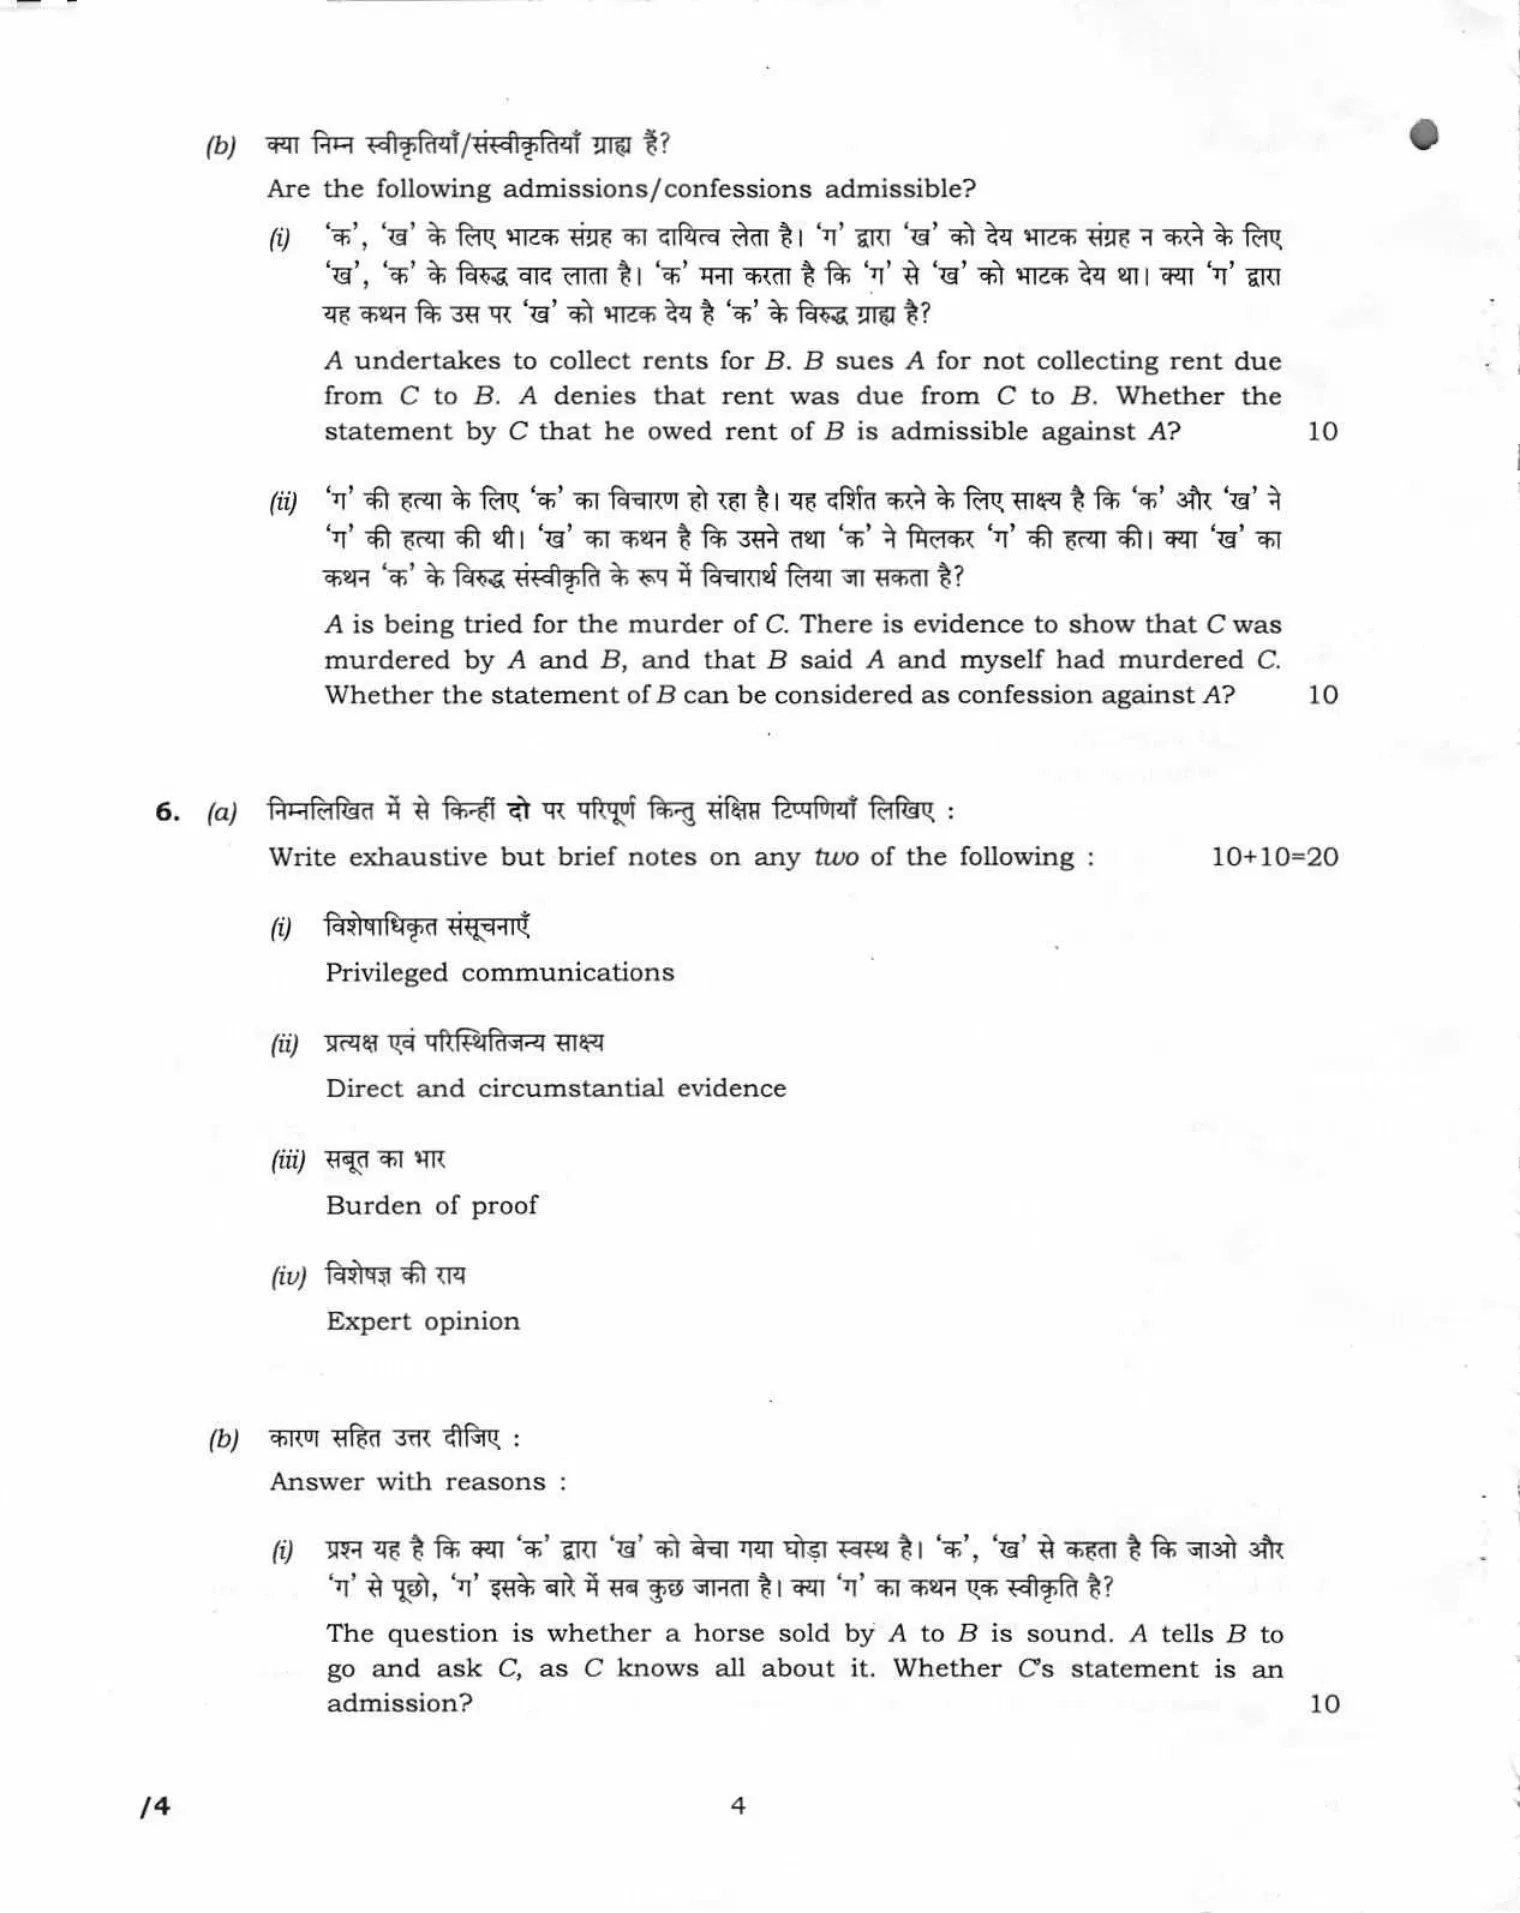 (b) क्या निम्न स्वीकृतियाँ/संस्वीकृतियाँ ग्राह्य हैं?
Are the following admissions/confessions admissible?
(i) ‘क’, ‘ख’ के लिए भाटक संग्रह का दायित्व लेता है। ‘ग’ द्वारा ‘ख’ को देय भाटक संग्रह न करने के लिए
‘ख’, ‘क’ के विरुद्ध वाद लाता है। ‘क’ मना करता है कि ‘ग’ से ‘ख’ को भाटक देय था। क्या ‘ग’ द्वारा
यह कथन कि उस पर ‘ख’ को भाटक देय है ‘क’ के विरुद्ध ग्राह्य है?
A undertakes to collect rents for B. B sues A for not collecting rent due
from C to B. A denies that rent was due from C to B. Whether the
statement by C that he owed rent of B is admissible against A? 10
(ii) ‘ग’ की हत्या के लिए ‘क’ का विचारण हो रहा है। यह दर्शित करने के लिए साक्ष्य है कि ‘क’ और ‘ख’ ने
‘ग’ की हत्या की थी। ‘ख’ का कथन है कि उसने तथा ‘क’ ने मिलकर ‘ग’ की हत्या की। क्या ‘ख’ का
कथन ‘क’ के विरुद्ध संस्वीकृति के रूप में विचारार्थ लिया जा सकता है?
A is being tried for the murder of C. There is evidence to show that C was
murdered by A and B, and that B said A and myself had murdered C.
Whether the statement of B can be considered as confession against A? 10
6. (a) निम्नलिखित में से किन्हीं दो पर परिपूर्ण किन्तु संक्षिप्त टिप्पणियाँ लिखिए :
Write exhaustive but brief notes on any two of the following : 10+10=20
(i) विशेषाधिकृत संसूचनाएँ
Privileged communications
(ii) प्रत्यक्ष एवं परिस्थितिजन्य साक्ष्य
Direct and circumstantial evidence
(iii) सबूत का भार
Burden of proof
(iv) विशेषज्ञ की राय
Expert opinion
(b) कारण सहित उत्तर दीजिए :
Answer with reasons :
(i) प्रश्न यह है कि क्या ‘क’ द्वारा ‘ख’ को बेचा गया घोड़ा स्वस्थ है। ‘क’, ‘ख’ से कहता है कि जाओ और
‘ग’ से पूछो, ‘ग’ इसके बारे में सब कुछ जानता है। क्या ‘ग’ का कथन एक स्वीकृति है?
The question is whether a horse sold by A to B is sound. A tells B to
go and ask C, as C knows all about it. Whether C's statement is an
admission? 10
/4 4